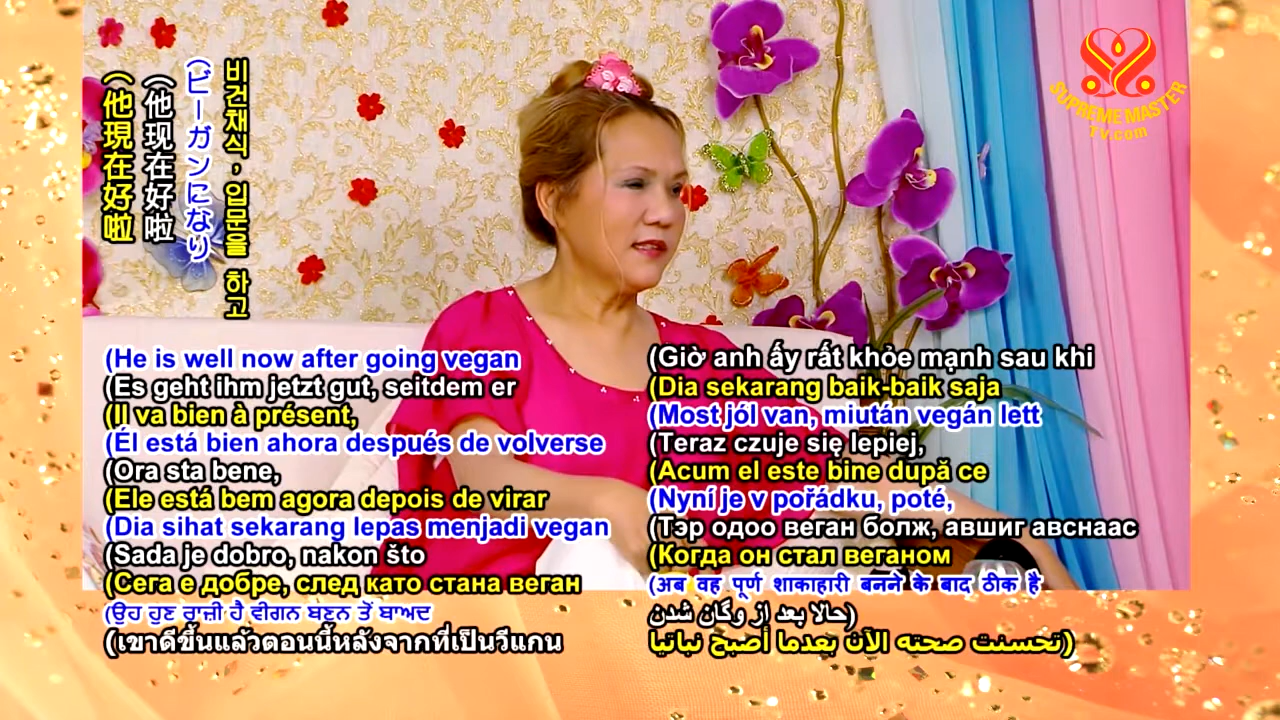 비건채식, 입문을 하고
(ビーガンになり
(他现在好啦
(他現在好啦
(He is well now after going vegan
(Es geht ihm jetzt gut, seitdem er
(Il va bien à présent,
(Él está bien ahora después de volverse
(Ora sta bene,
(Ele está bem agora depois de virar
(Dia sihat sekarang lepas menjadi vegan
(Sada je dobro, nakon što
(Сега е добре, след като стана веган
(ਉਹ ਹੁਣ ਰਾਜ਼ੀ ਹੈ ਵੀਗਨ ਬਣਨ ਤੋਂ ਬਾਅਦ
(เขาดีขึ้นแล้วตอนนี้หลังจากที่เป็นวีแกน
(Giờ anh ấy rất khỏe mạnh sau khi
(Dia sekarang baik-baik saja
(Most jól van, miután vegán lett
(Teraz czuje się lepiej,
(Acum el este bine după ce
(Nyní je v pořádku, poté,
(Тэр одоо веган болж, авшиг авснаас
(Когда он стал веганом
(अब वह पूर्ण शाकाहारी बनने के बाद ठीक है
(حالا بعد از وگان شدن
(تحسنت صحته الآن بعدما أصبح نباتيا
SUPREME MASTER
TV.com